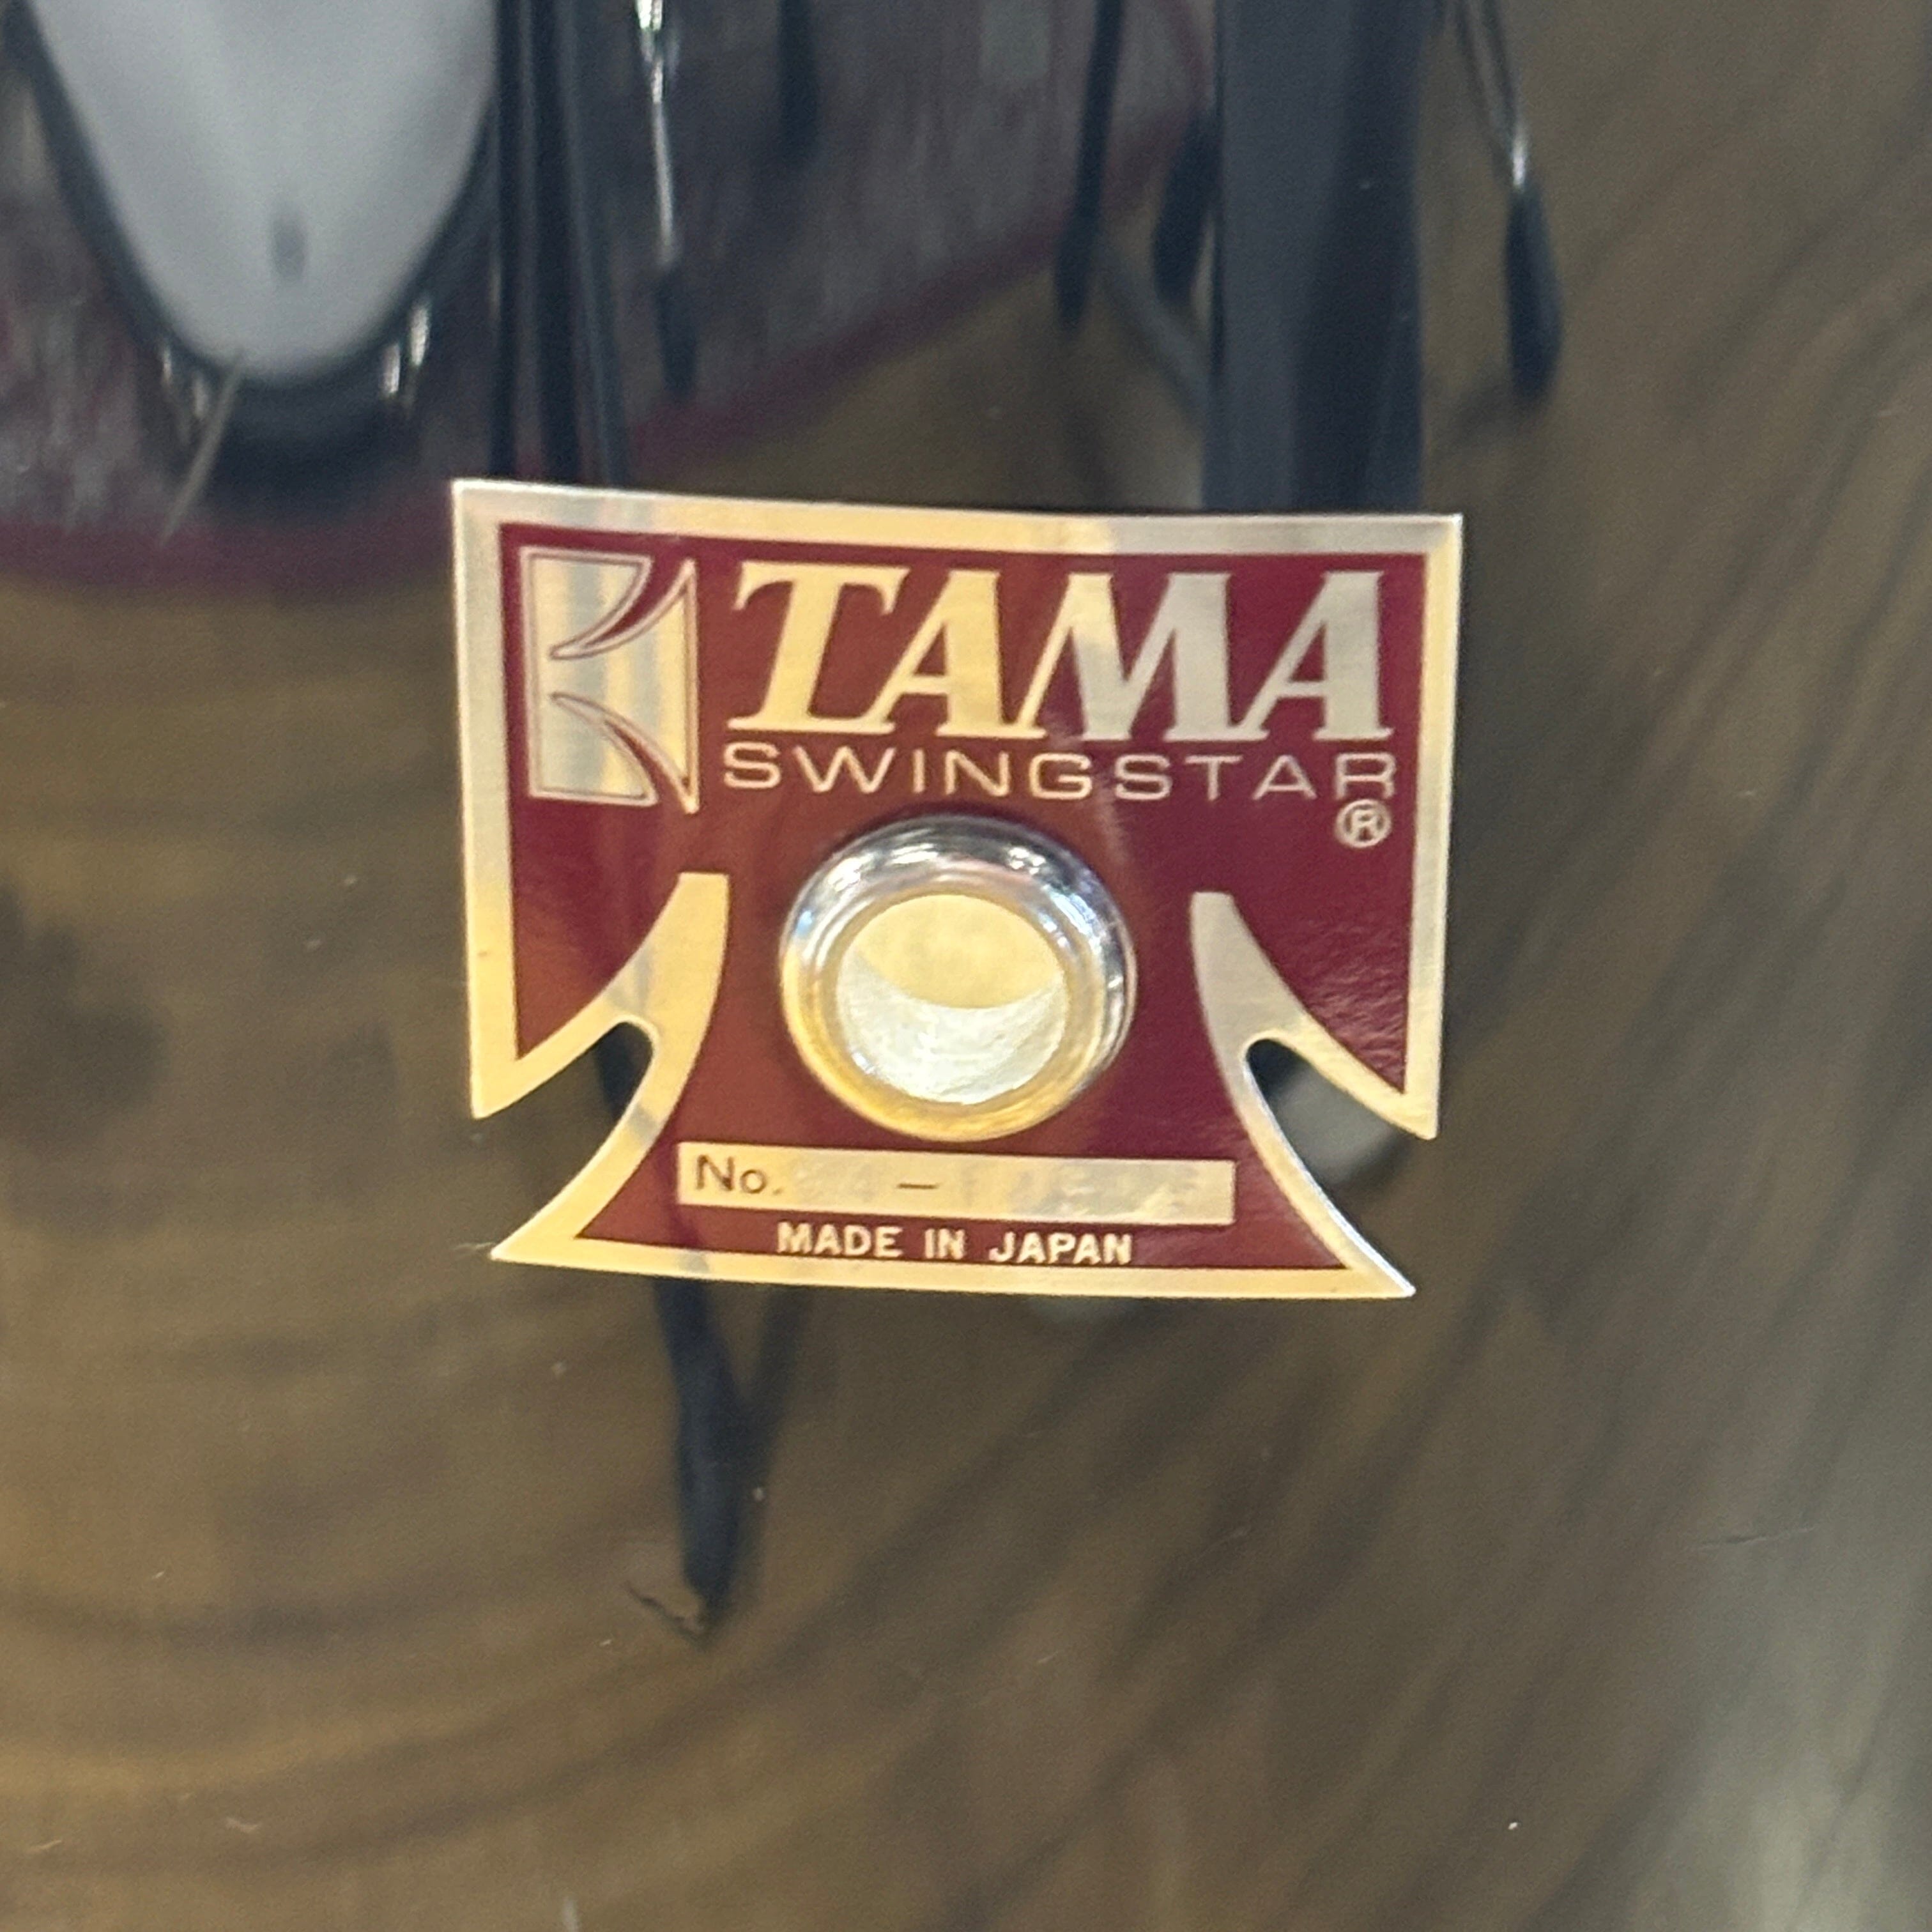 TAMA
SWINGSTAR
®
No. –
MADE IN JAPAN